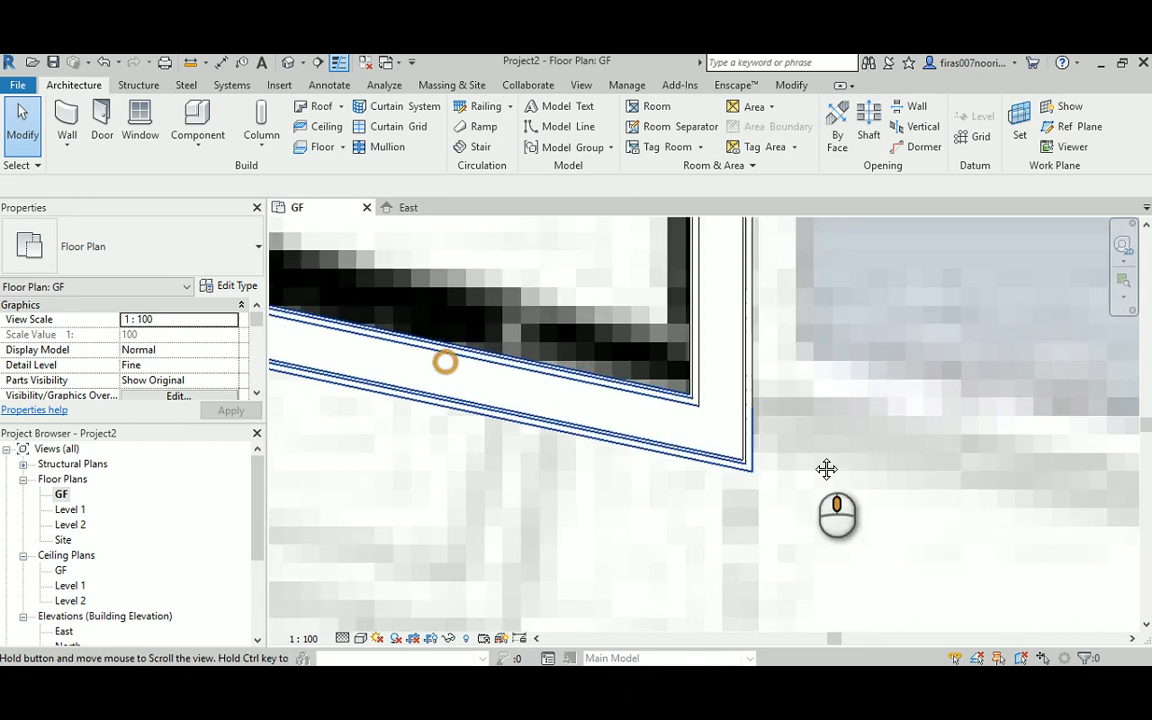 Project2 - Floor Plan: GF
Type a keyword or phrase
firas007noori...
File Architecture Structure Steel Systems Insert Annotate Analyze Massing & Site Collaborate View Manage Add-Ins Enscape™ Modify
Modify Wall Door Window Component Column
Roof Ceiling Floor
Curtain System Curtain Grid Mullion
Railing Ramp Stair
Model Text Model Line Model Group
Room Room Separator Tag Room
Area Area Boundary Tag Area
By Face Shaft Wall Vertical Dormer
Level Grid
Set Show Ref Plane Viewer
Select Build Circulation Model Room & Area Opening Datum Work Plane
Properties
GF East
Floor Plan
Floor Plan: GF Edit Type
Graphics
View Scale 1 : 100
Scale Value 1: 100
Display Model Normal
Detail Level Fine
Parts Visibility Show Original
Visibility/Graphics Over... Edit...
Properties help Apply
Project Browser - Project2
Views (all)
Structural Plans
Floor Plans
GF
Level 1
Level 2
Site
Ceiling Plans
GF
Level 1
Level 2
Elevations (Building Elevation)
East
1 : 100
Hold button and move mouse to Scroll the view. Hold Ctrl key to :0 Main Model :0